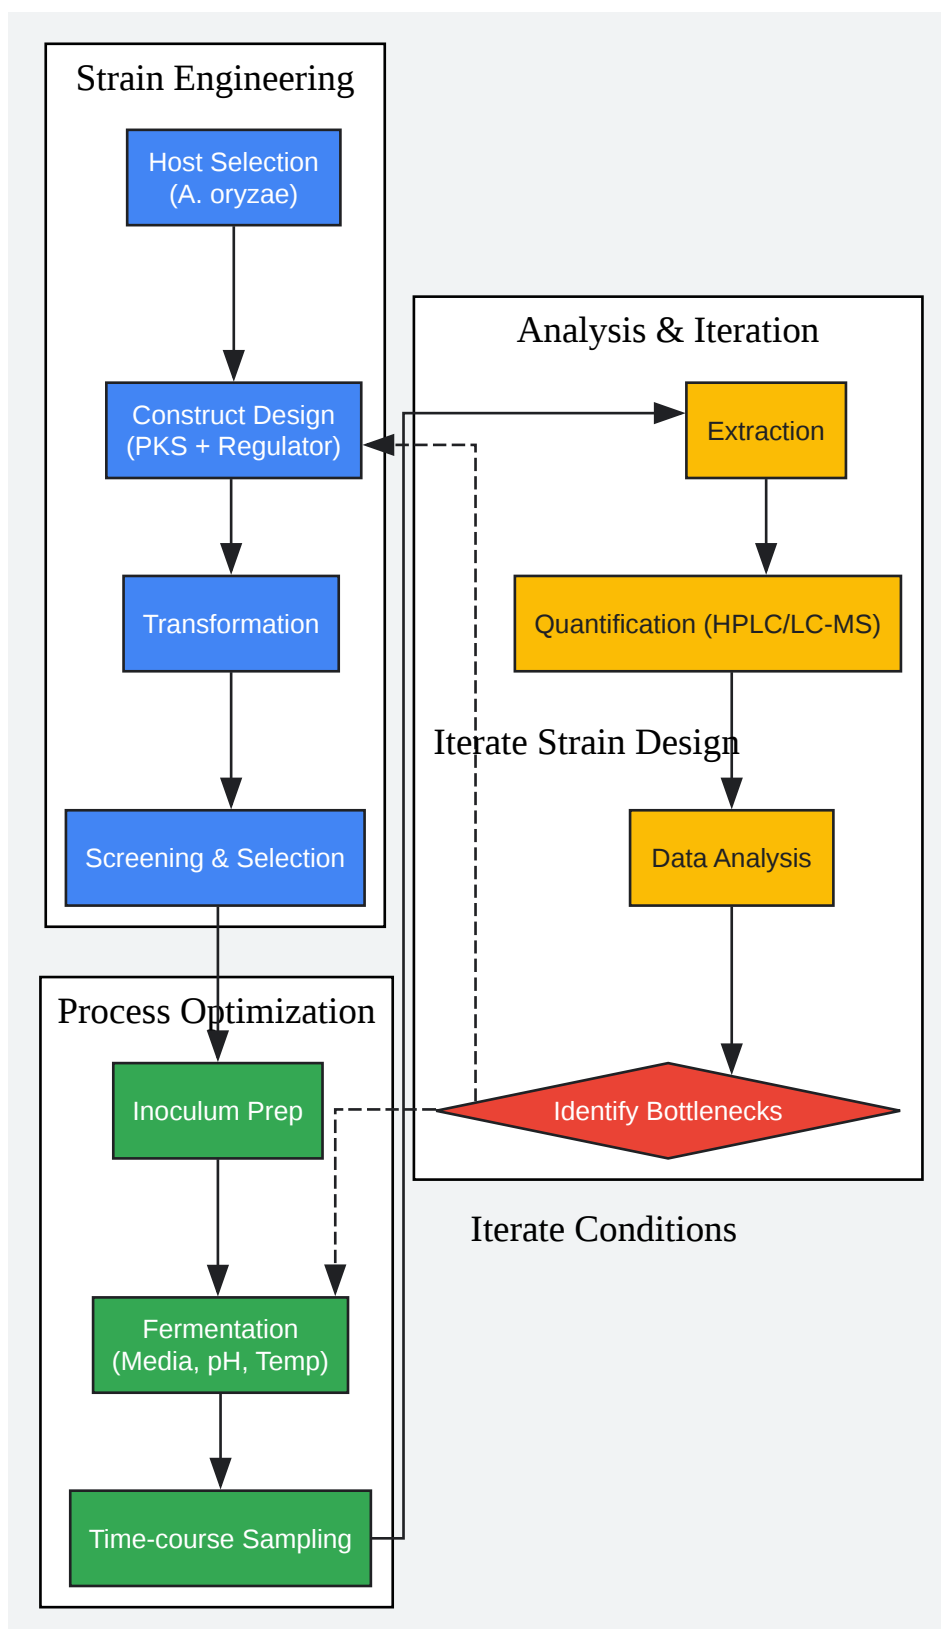 Strain Engineering
Host Selection
(A. oryzae)
Construct Design
(PKS + Regulator)
Transformation
Screening & Selection
Process Optimization
Inoculum Prep
Fermentation
(Media, pH, Temp)
Time-course Sampling
Analysis & Iteration
Extraction
Quantification (HPLC/LC-MS)
Iterate Strain Design
Data Analysis
Identify Bottlenecks
Iterate Conditions